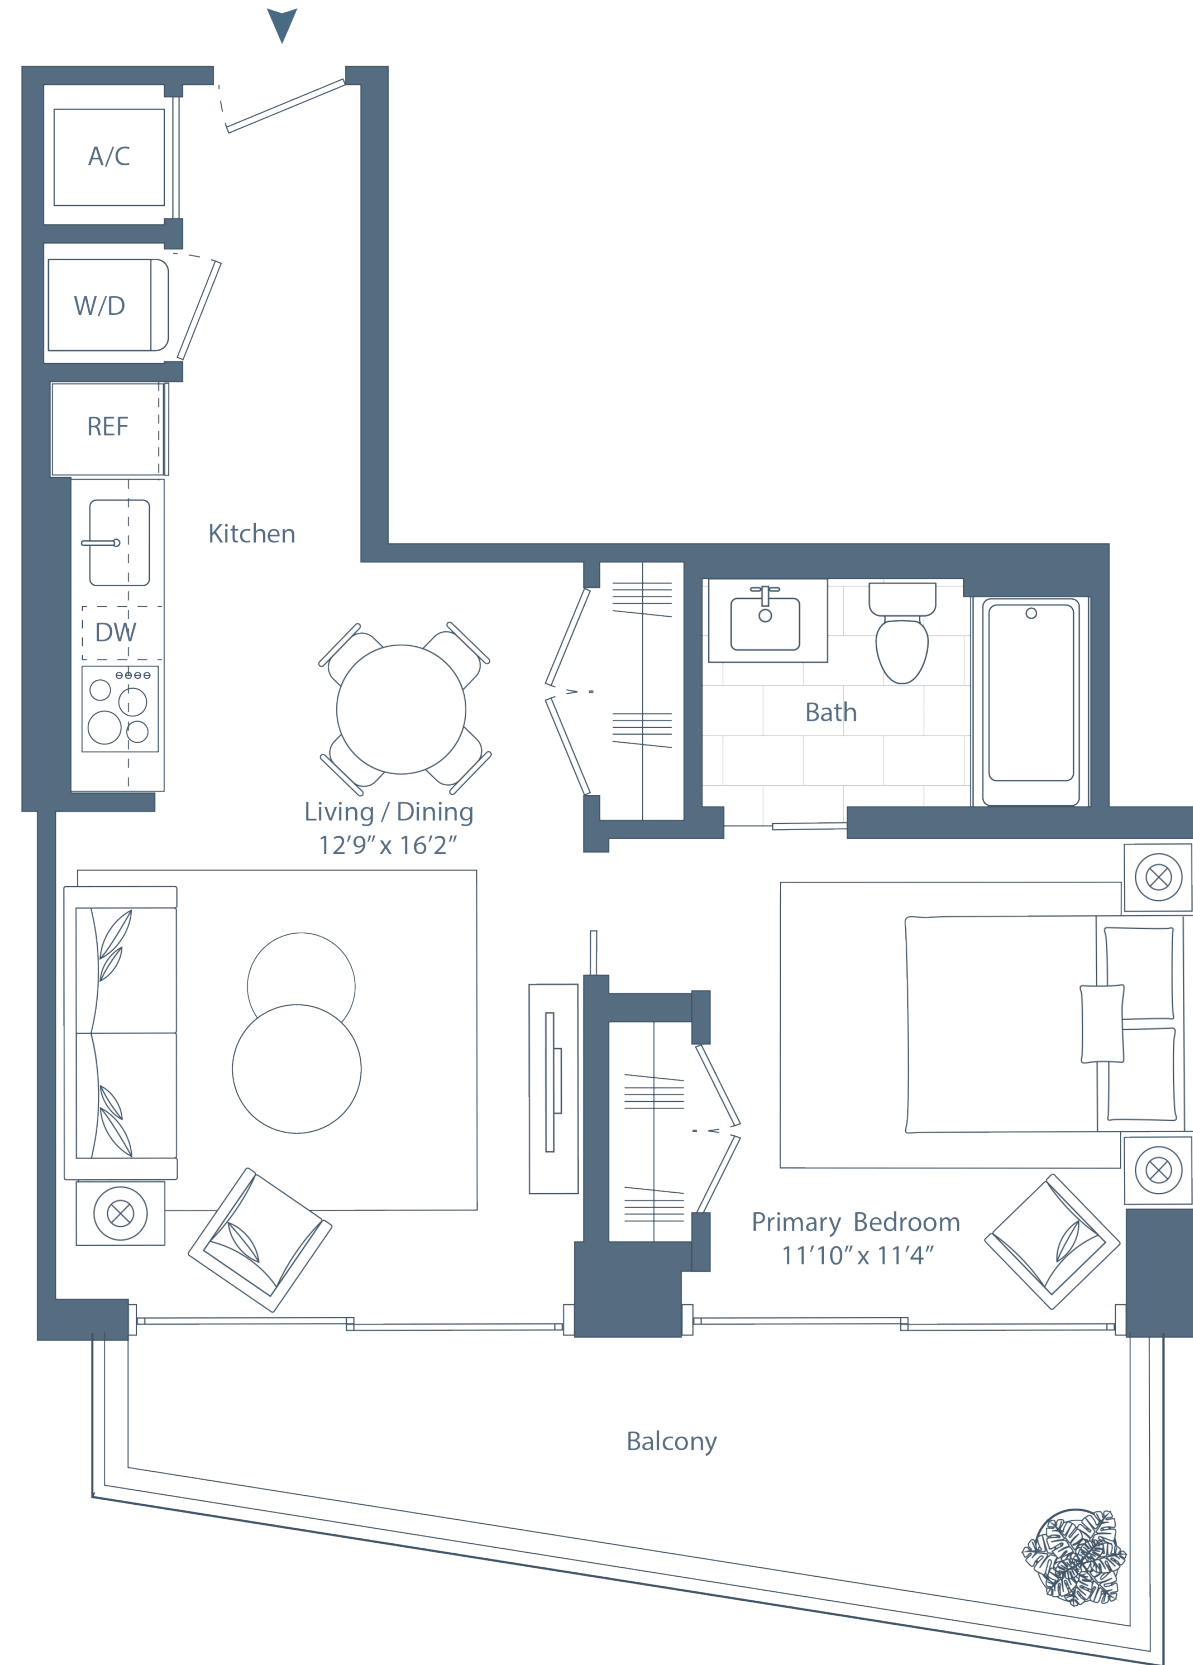 A/C
W/D
REF
Kitchen
DW
Bath
Living / Dining
12’9” x 16’2”
Primary Bedroom
11’10” x 11’4”
Balcony